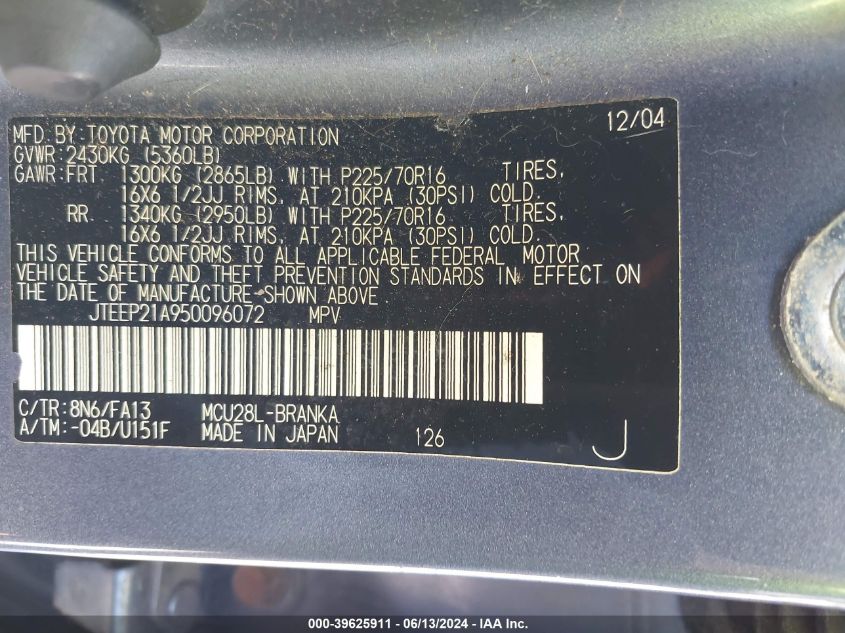 12/04
MFD. BY: TOYOTA MOTOR CORPORATION
GVWR: 2430KG (5360LB)
GAWR: FRT 1300KG (2865LB) WITH P225/70R16 TIRES,
16X6 1/2JJ RIMS, AT 210KPA (30PSI) COLD,
RR 1340KG (2950LB) WITH P225/70R16 TIRES,
16X6 1/2JJ RIMS, AT 210KPA (30PSI) COLD.
THIS VEHICLE CONFORMS TO ALL APPLICABLE FEDERAL MOTOR
VEHICLE SAFETY AND THEFT PREVENTION STANDARDS IN EFFECT ON
THE DATE OF MANUFACTURE SHOWN ABOVE
JTEEP21A950096072 MPV
C/TR: 8N6/FA13 MCU28L-BRANKA
A/TM: -04B/U151F MADE IN JAPAN 126 J
000-39625911 - 06/13/2024 - IAA Inc.